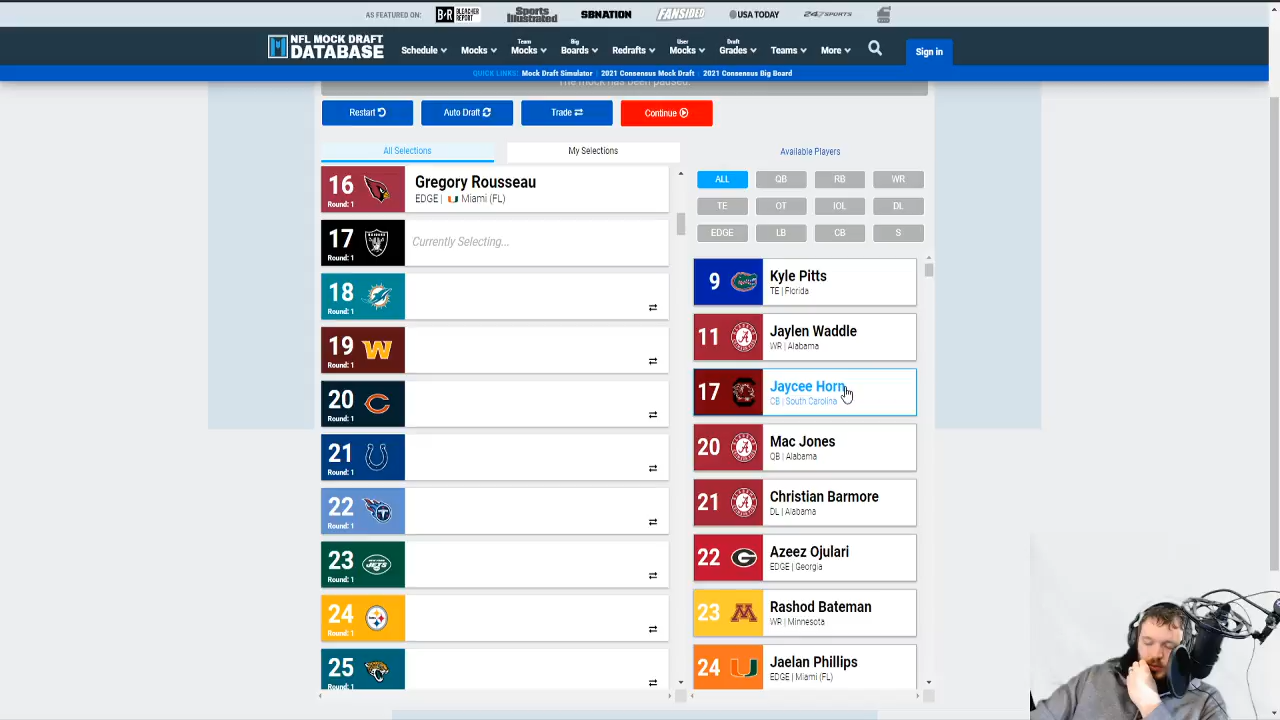 AS FEATURED ON: B/R BLEACHER REPORT Sports Illustrated SBNATION FANSIDED USA TODAY 247SPORTS
NFL MOCK DRAFT DATABASE
Schedule Mocks Team Mocks Big Boards Redrafts User Mocks Draft Grades Teams More Sign in
QUICK LINKS: Mock Draft Simulator 2021 Consensus Mock Draft 2021 Consensus Big Board
The mock has been paused.
Restart Auto Draft Trade Continue
All Selections My Selections
16 Round: 1 Gregory Rousseau
EDGE | Miami (FL)
17 Round: 1 Currently Selecting...
18 Round: 1
19 Round: 1
20 Round: 1
21 Round: 1
22 Round: 1
23 Round: 1
24 Round: 1
25 Round: 1
Available Players
ALL QB RB WR
TE OT IOL DL
EDGE LB CB S
9 Kyle Pitts
TE | Florida
11 Jaylen Waddle
WR | Alabama
17 Jaycee Horn
CB | South Carolina
20 Mac Jones
QB | Alabama
21 Christian Barmore
DL | Alabama
22 Azeez Ojulari
EDGE | Georgia
23 Rashod Bateman
WR | Minnesota
24 Jaelan Phillips
EDGE | Miami (FL)